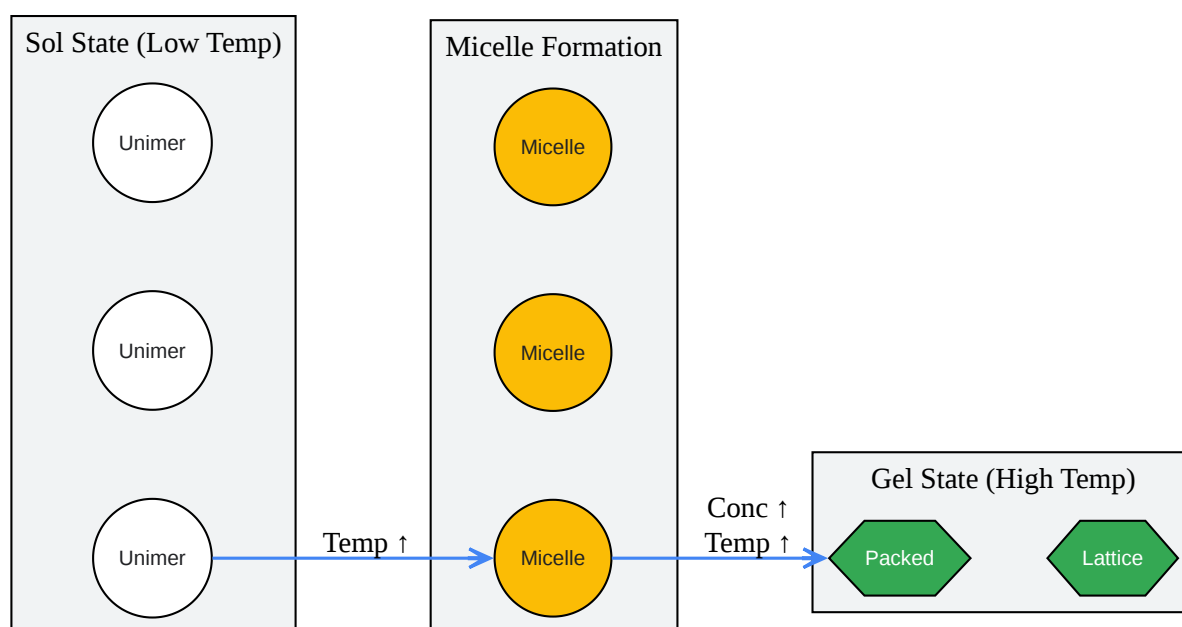 Sol State (Low Temp)
Unimer
Unimer
Unimer
Temp ↑
Micelle Formation
Micelle
Micelle
Micelle
Conc ↑
Temp ↑
Gel State (High Temp)
Packed
Lattice